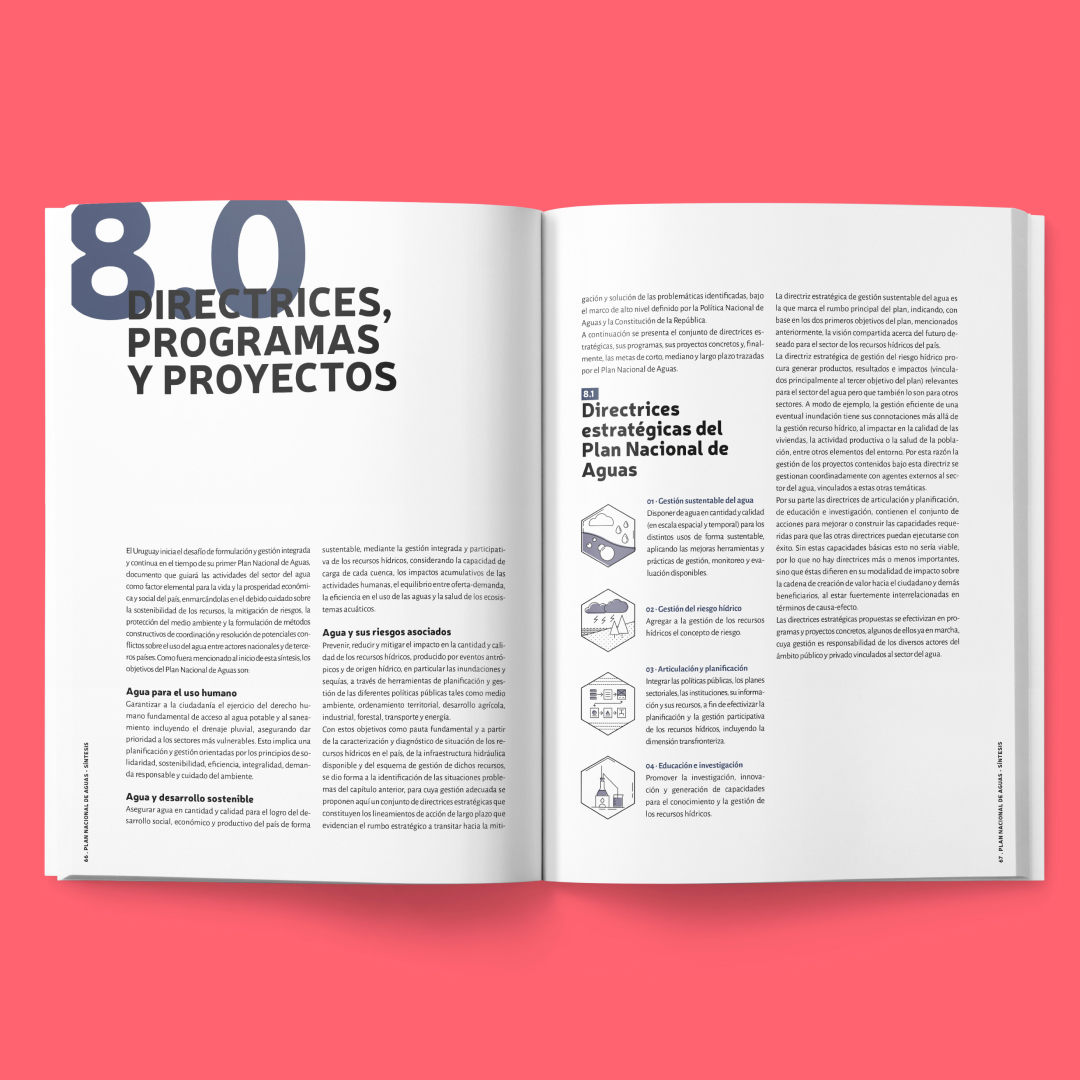 8.0
DIRECTRICES,
PROGRAMAS
Y PROYECTOS
El Uruguay inicia el desafío de formulación y gestión integrada
y continua en el tiempo de su primer Plan Nacional de Aguas,
documento que guiará las actividades del sector del agua
como factor elemental para la vida y la prosperidad económi-
ca y social del país, enmarcándolas en el debido cuidado sobre
la sostenibilidad de los recursos, la mitigación de riesgos, la
protección del medio ambiente y la formulación de métodos
constructivos de coordinación y resolución de potenciales con-
flictos sobre el uso del agua entre actores nacionales y de terce-
ros países. Como fuera mencionado al inicio de esta síntesis, los
objetivos del Plan Nacional de Aguas son:
Agua para el uso humano
Garantizar a la ciudadanía el ejercicio del derecho hu-
mano fundamental de acceso al agua potable y al sanea-
miento incluyendo el drenaje pluvial, asegurando dar
prioridad a los sectores más vulnerables. Esto implica una
planificación y gestión orientadas por los principios de so-
lidaridad, sostenibilidad, eficiencia, integralidad, deman-
da responsable y cuidado del ambiente.
Agua y desarrollo sostenible
Asegurar agua en cantidad y calidad para el logro del de-
sarrollo social, económico y productivo del país de forma
sustentable, mediante la gestión integrada y participati-
va de los recursos hídricos, considerando la capacidad de
carga de cada cuenca, los impactos acumulativos de las
actividades humanas, el equilibrio entre oferta-demanda,
la eficiencia en el uso de las aguas y la salud de los ecosis-
temas acuáticos.
Agua y sus riesgos asociados
Prevenir, reducir y mitigar el impacto en la cantidad y cali-
dad de los recursos hídricos, producido por eventos antró-
picos y de origen hídrico, en particular las inundaciones y
sequías, a través de herramientas de planificación y ges-
tión de las diferentes políticas públicas tales como medio
ambiente, ordenamiento territorial, desarrollo agrícola,
industrial, forestal, transporte y energía.
Con estos objetivos como pauta fundamental y a partir
de la caracterización y diagnóstico de situación de los re-
cursos hídricos en el país, de la infraestructura hidráulica
disponible y del esquema de gestión de dichos recursos,
se dio forma a la identificación de las situaciones proble-
mas del capítulo anterior, para cuya gestión adecuada se
proponen aquí un conjunto de directrices estratégicas que
constituyen los lineamientos de acción de largo plazo que
evidencian el rumbo estratégico a transitar hacia la miti-
66 . PLAN NACIONAL DE AGUAS - SÍNTESIS
gación y solución de las problemáticas identificadas, bajo
el marco de alto nivel definido por la Política Nacional de
Aguas y la Constitución de la República.
A continuación se presenta el conjunto de directrices es-
tratégicas, sus programas, sus proyectos concretos y, final-
mente, las metas de corto, mediano y largo plazo trazadas
por el Plan Nacional de Aguas.
8.1
Directrices
estratégicas del
Plan Nacional de
Aguas
01 · Gestión sustentable del agua
Disponer de agua en cantidad y calidad
(en escala espacial y temporal) para los
distintos usos de forma sustentable,
aplicando las mejoras herramientas y
prácticas de gestión, monitoreo y eva-
luación disponibles.
02 · Gestión del riesgo hídrico
Agregar a la gestión de los recursos
hídricos el concepto de riesgo.
03 · Articulación y planificación
Integrar las políticas públicas, los planes
sectoriales, las instituciones, su informa-
ción y sus recursos, a fin de efectivizar la
planificación y la gestión participativa
de los recursos hídricos, incluyendo la
dimensión transfronteriza.
04 · Educación e investigación
Promover la investigación, innova-
ción y generación de capacidades
para el conocimiento y la gestión de
los recursos hídricos.
La directriz estratégica de gestión sustentable del agua es
la que marca el rumbo principal del plan, indicando, con
base en los dos primeros objetivos del plan, mencionados
anteriormente, la visión compartida acerca del futuro de-
seado para el sector de los recursos hídricos del país.
La directriz estratégica de gestión del riesgo hídrico pro-
cura generar productos, resultados e impactos (vincula-
dos principalmente al tercer objetivo del plan) relevantes
para el sector del agua pero que también lo son para otros
sectores. A modo de ejemplo, la gestión eficiente de una
eventual inundación tiene sus connotaciones más allá de
la gestión recurso hídrico, al impactar en la calidad de las
viviendas, la actividad productiva o la salud de la pobla-
ción, entre otros elementos del entorno. Por esta razón la
gestión de los proyectos contenidos bajo esta directriz se
gestionan coordinadamente con agentes externos al sec-
tor del agua, vinculados a estas otras temáticas.
Por su parte las directrices de articulación y planificación,
de educación e investigación, contienen el conjunto de
acciones para mejorar o construir las capacidades reque-
ridas para que las otras directrices puedan ejecutarse con
éxito. Sin estas capacidades básicas esto no sería viable,
por lo que no hay directrices más o menos importantes,
sino que éstas difieren en su modalidad de impacto sobre
la cadena de creación de valor hacia el ciudadano y demás
beneficiarios, al estar fuertemente interrelacionadas en
términos de causa-efecto.
Las directrices estratégicas propuestas se efectivizan en pro-
gramas y proyectos concretos, algunos de ellos ya en marcha,
cuya gestión es responsabilidad de los diversos actores del
ámbito público y privado vinculados al sector del agua.
67 . PLAN NACIONAL DE AGUAS - SÍNTESIS